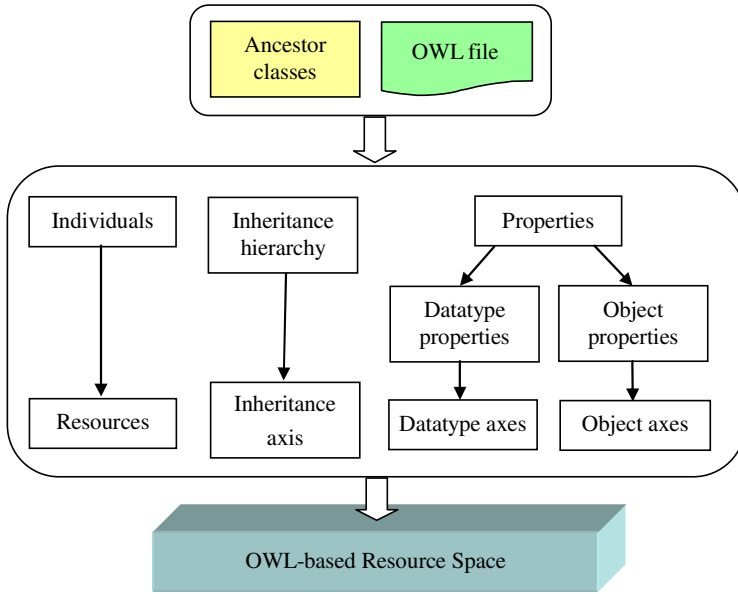 Ancestor
classes
OWL file
Individuals
Inheritance
hierarchy
Properties
Datatype
properties
Object
properties
Resources
Inheritance
axis
Datatype axes
Object axes
OWL-based Resource Space